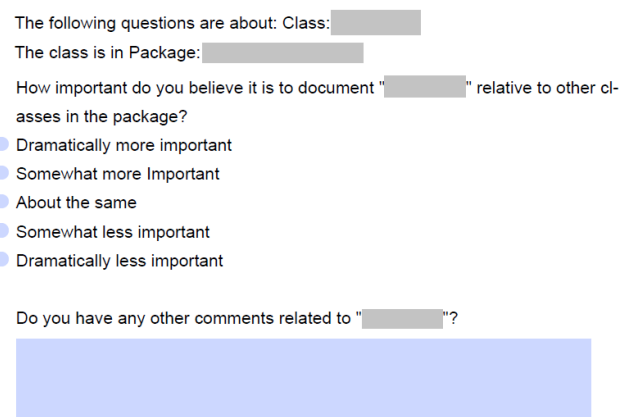 The following questions are about: Class:
The class is in Package:
How important do you believe it is to document "" relative to other cl-
asses in the package?
Dramatically more important
Somewhat more Important
About the same
Somewhat less important
Dramatically less important
Do you have any other comments related to ""?